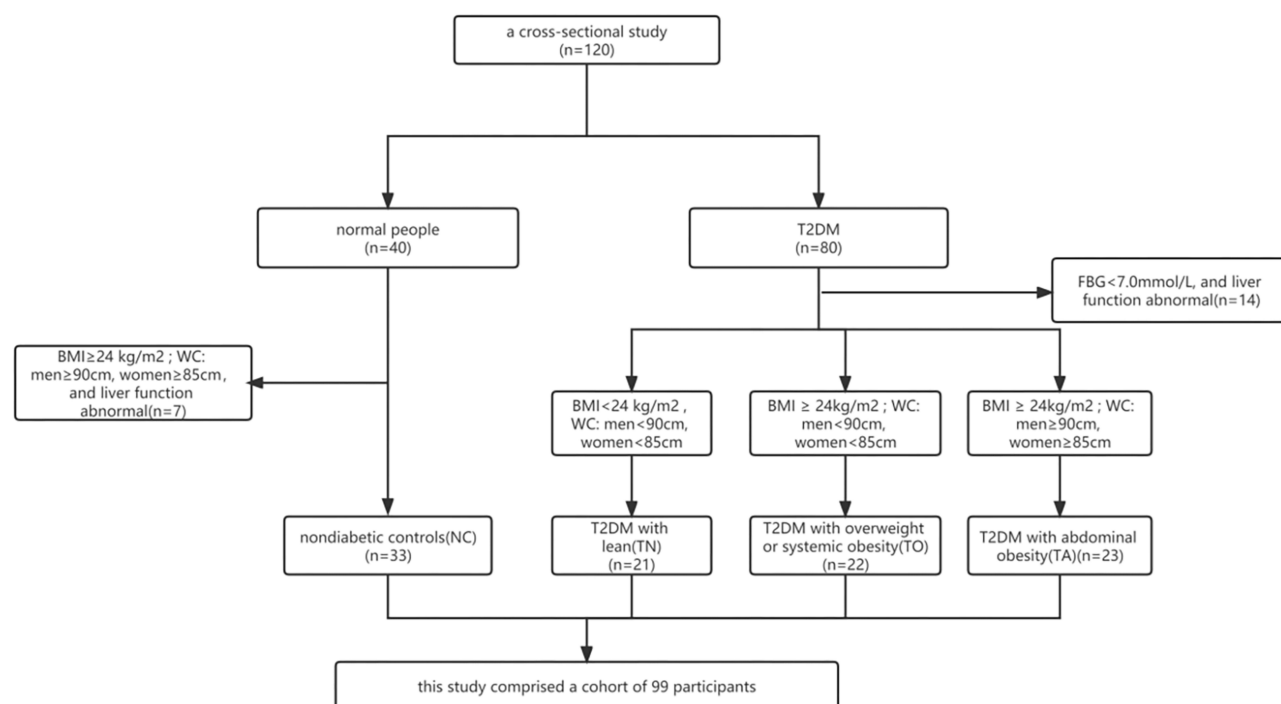 a cross-sectional study
(n=120)
normal people
(n=40)
T2DM
(n=80)
FBG<7.0mmol/L, and liver
function abnormal(n=14)
BMI≥24 kg/m2 ; WC:
men≥90cm, women≥85cm,
and liver function
abnormal(n=7)
BMI<24 kg/m2 ,
WC: men<90cm,
women<85cm
BMI ≥ 24kg/m2 ; WC:
men<90cm,
women<85cm
BMI ≥ 24kg/m2 ; WC:
men≥90cm,
women≥85cm
nondiabetic controls(NC)
(n=33)
T2DM with
lean(TN)
(n=21)
T2DM with overweight
or systemic obesity(TO)
(n=22)
T2DM with abdominal
obesity(TA)(n=23)
this study comprised a cohort of 99 participants